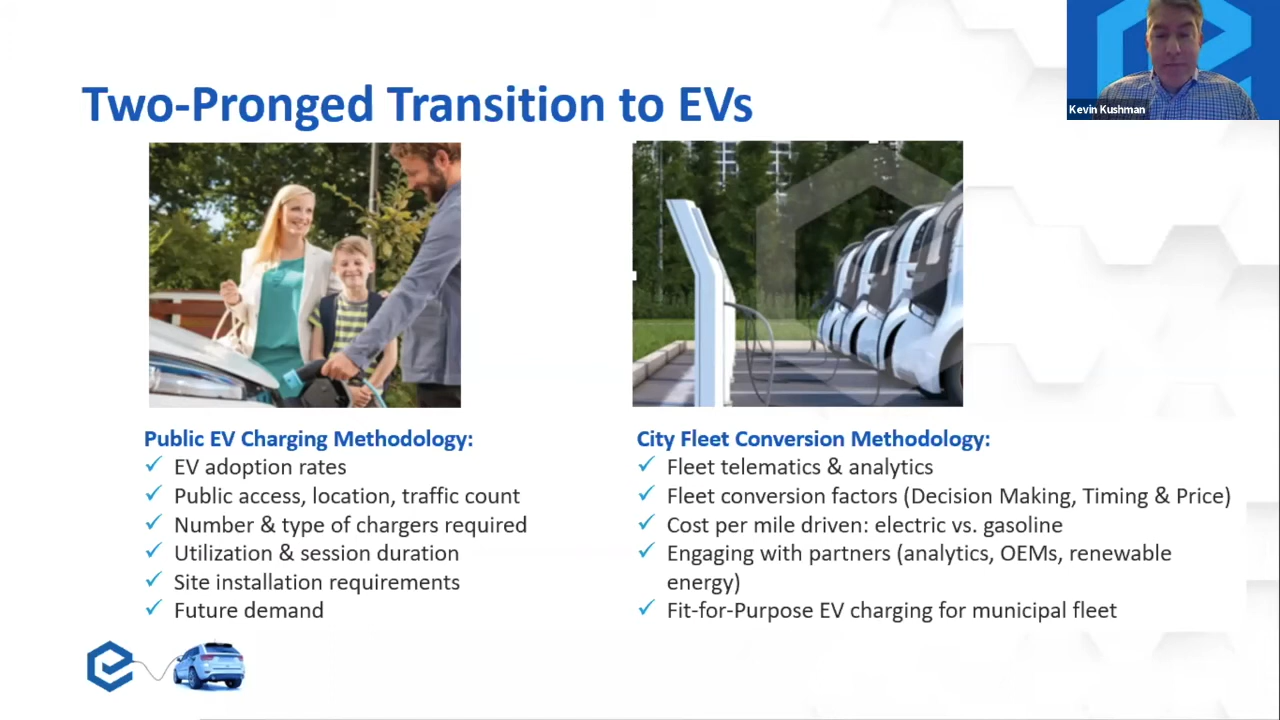 Two-Pronged Transition to EVs
Kevin Kushman
Public EV Charging Methodology:
EV adoption rates
Public access, location, traffic count
Number & type of chargers required
Utilization & session duration
Site installation requirements
Future demand
City Fleet Conversion Methodology:
Fleet telematics & analytics
Fleet conversion factors (Decision Making, Timing & Price)
Cost per mile driven: electric vs. gasoline
Engaging with partners (analytics, OEMs, renewable
energy)
Fit-for-Purpose EV charging for municipal fleet